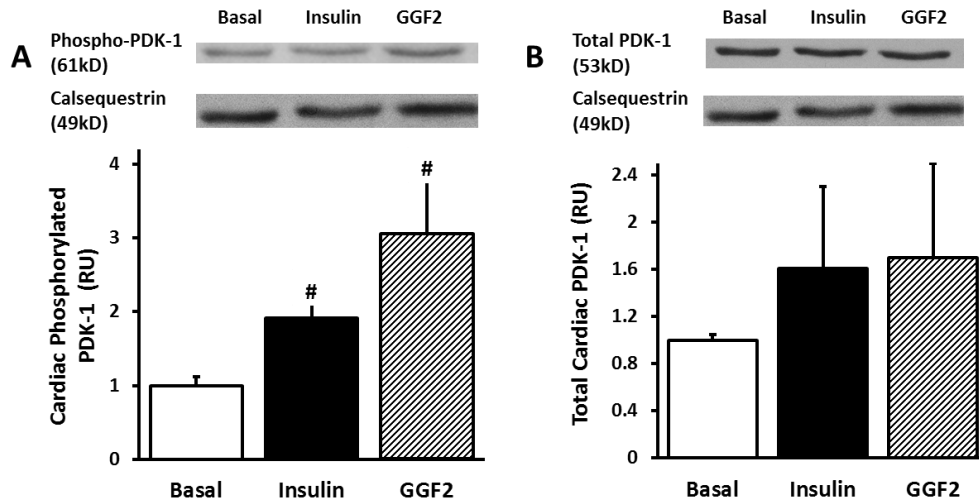 A
Basal Insulin GGF2
Phospho-PDK-1
(61kD)
Calsequestrin
(49kD)
Cardiac Phosphorylated
PDK-1 (RU)
4
3
2
1
0
#
#
Basal Insulin GGF2
B
Basal Insulin GGF2
Total PDK-1
(53kD)
Calsequestrin
(49kD)
Total Cardiac PDK-1 (RU)
2.4
2
1.6
1.2
0.8
0.4
0
Basal Insulin GGF2